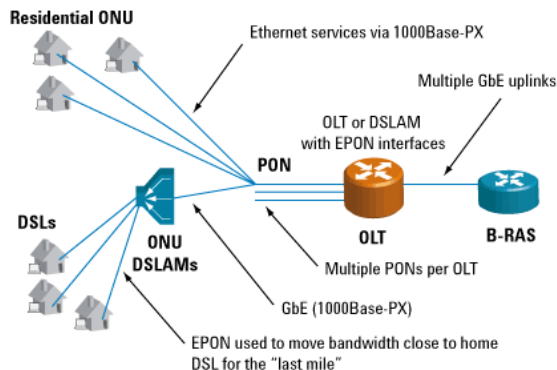 Residential ONU
Ethernet services via 1000Base-PX
Multiple GbE uplinks
OLT or DSLAM
with EPON interfaces
PON
DSLs
ONU
DSLAMs
OLT
B-RAS
Multiple PONs per OLT
GbE (1000Base-PX)
EPON used to move bandwidth close to home
DSL for the “last mile”